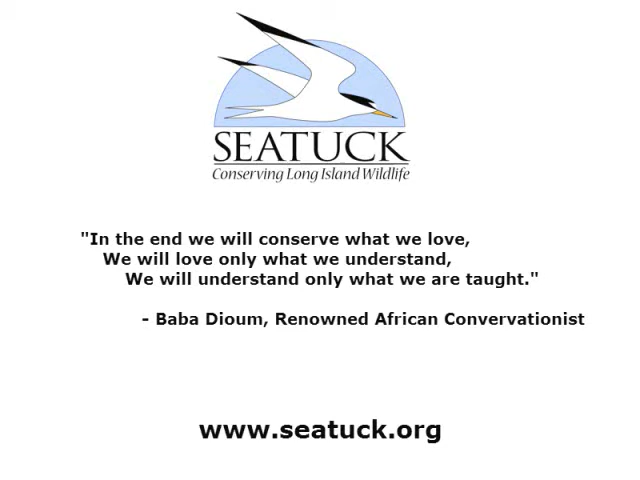 SEATUCK
Conserving Long Island Wildlife
"In the end we will conserve what we love,
We will love only what we understand,
We will understand only what we are taught."
- Baba Dioum, Renowned African Convervationist
www.seatuck.org